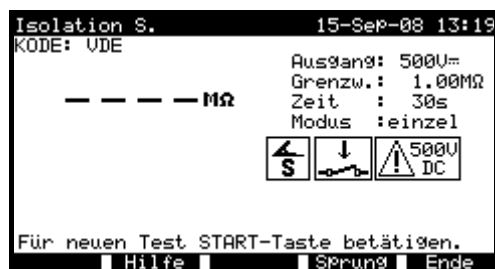 Isolation S. 15-Sep-08 13:19
KODE: VDE
Ausgang: 500V⎓
Grenzw.: 1.00MΩ
Zeit : 30s
Modus :einzel
– – – – MΩ
S
500V
DC
Für neuen Test START-Taste betätigen.
Hilfe Sprung Ende